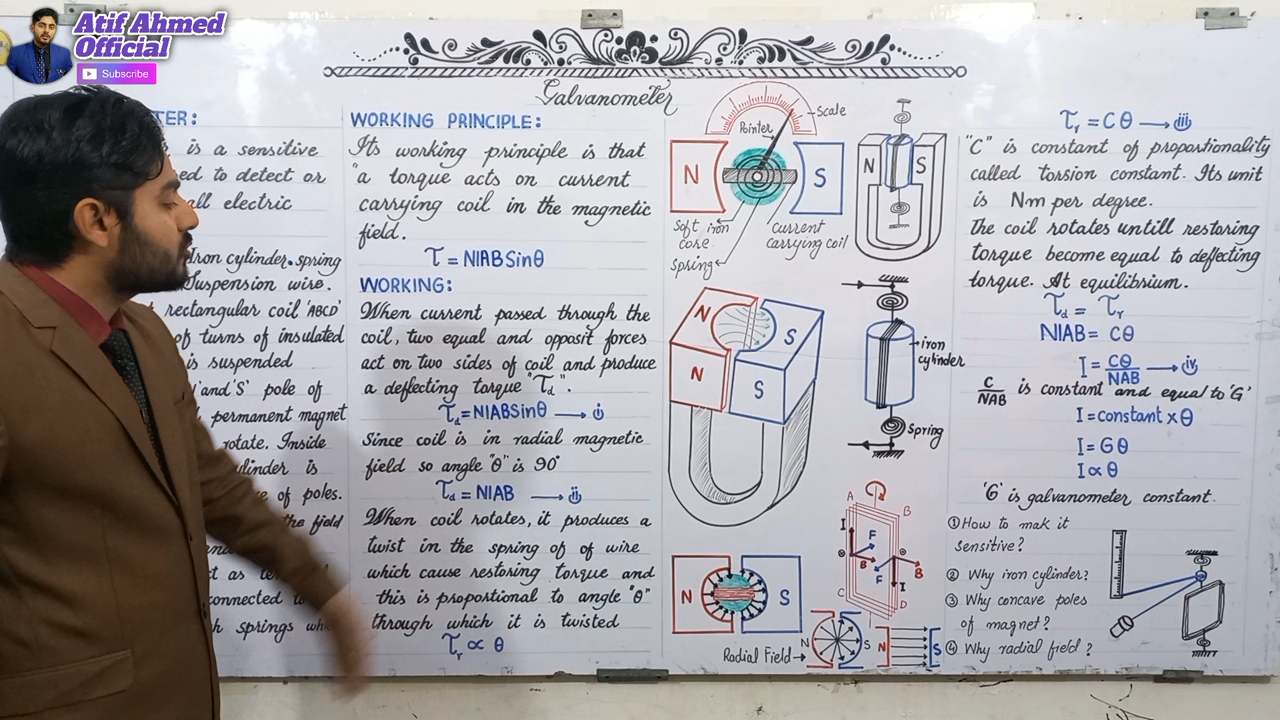 Atif Ahmed
Official
Subscribe
Galvanometer
TER:
is a sensitive
ed to detect or
all electric
Iron cylinder. spring
Suspension wire.
rectangular coil 'ABCD'
of turns of insulated
is suspended
'and 'S' pole of
permanent magnet
rotate. Inside
cylinder is
of poles.
the field
connected
springs
WORKING PRINCIPLE:
Its working principle is that
"a torque acts on current
carrying coil in the magnetic
field.
τ = NIABSinθ
WORKING:
When current passed through the
coil, two equal and opposit forces
act on two sides of coil and produce
a deflecting torque "τd".
τd = NIABSinθ → i
Since coil is in radial magnetic
field so angle "θ" is 90°
τd = NIAB → ii
When coil rotates, it produces a
twist in the spring of of wire
which cause restoring torque and
this is proportional to angle "θ"
through which it is twisted
τr ∝ θ
Scale
Pointer
N
S
Soft iron
core
Current
carrying coil
Spring
N S
N
S
N
S
iron
cylinder
Spring
A
B
I
F
B
F
B
I
C
D
N S
Radial Field →
N S
N S
τr = Cθ → iii
"C" is constant of proportionality
called torsion constant. Its unit
is Nm per degree.
The coil rotates untill restoring
torque become equal to deflecting
torque. At equilibrium.
τd = τr
NIAB = Cθ
I = Cθ/NAB → iv
C/NAB is constant and equal to 'G'
I = constant × θ
I = Gθ
I ∝ θ
'G' is galvanometer constant.
① How to make it
sensitive?
② Why iron cylinder?
③ Why concave poles
of magnet?
④ Why radial field?